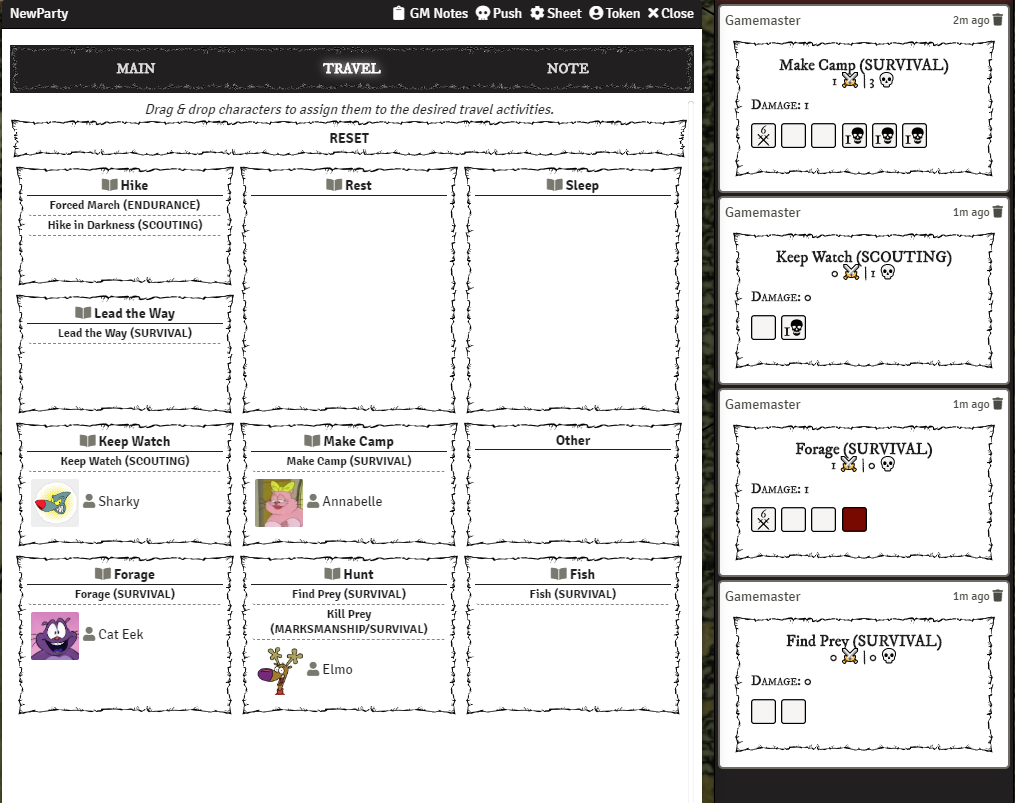 NewParty
GM Notes Push Sheet Token Close
MAIN TRAVEL NOTE
Drag & drop characters to assign them to the desired travel activities.
RESET
Hike
Forced March (ENDURANCE)
Hike in Darkness (SCOUTING)
Rest
Sleep
Lead the Way
Lead the Way (SURVIVAL)
Keep Watch
Keep Watch (SCOUTING)
Sharky
Make Camp
Make Camp (SURVIVAL)
Annabelle
Other
Forage
Forage (SURVIVAL)
Cat Eek
Hunt
Find Prey (SURVIVAL)
Kill Prey
(MARKSMANSHIP/SURVIVAL)
Elmo
Fish
Fish (SURVIVAL)
Gamemaster 2m ago
Make Camp (SURVIVAL)
1 | 3
Damage: 1
6 1 1 1
Gamemaster 1m ago
Keep Watch (SCOUTING)
0 | 1
Damage: 0
1
Gamemaster 1m ago
Forage (SURVIVAL)
1 | 0
Damage: 1
6
Gamemaster 1m ago
Find Prey (SURVIVAL)
0 | 0
Damage: 0